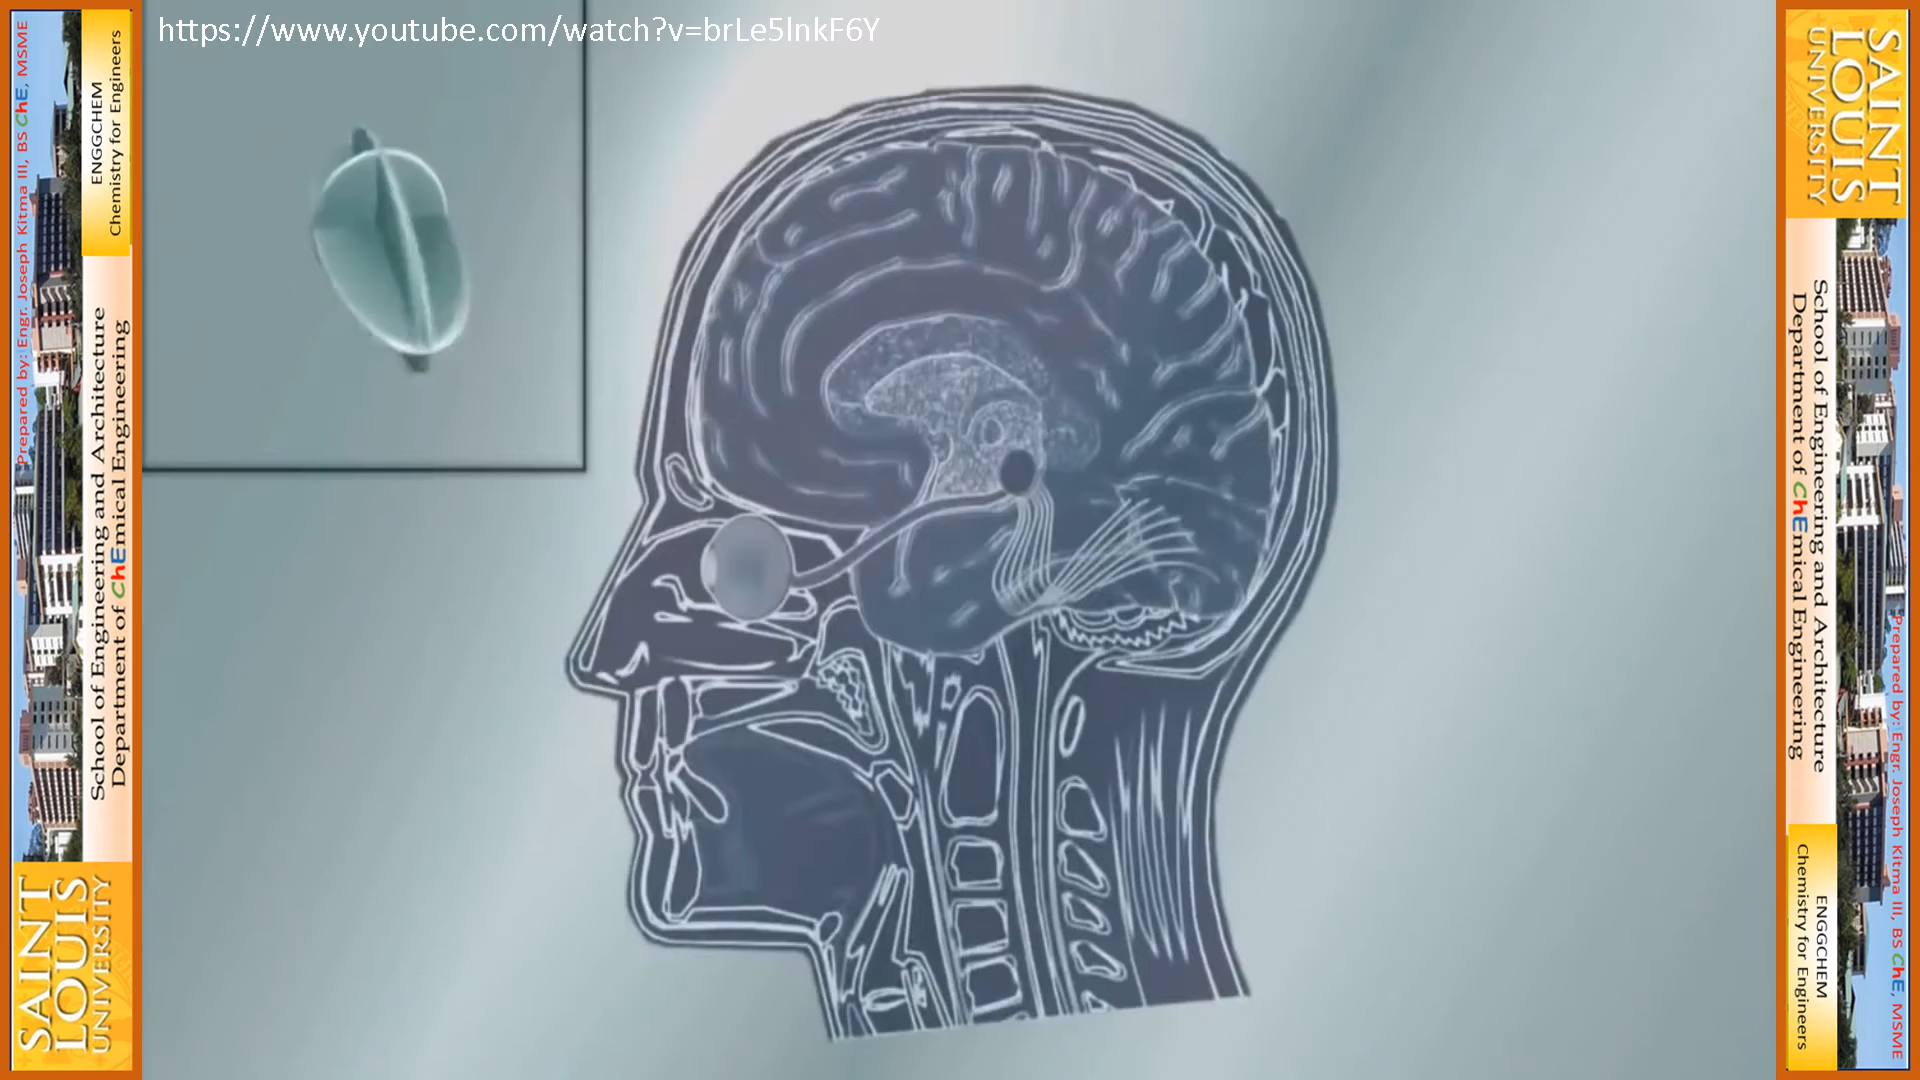 https://www.youtube.com/watch?v=brLe5lnkF6Y
Prepared by: Engr. Joseph Kitma III, BS ChE, MSME
ENGGCHEM
Chemistry for Engineers
School of Engineering and Architecture
Department of ChEmical Engineering
SAINT
LOUIS
UNIVERSITY
SAINT
LOUIS
UNIVERSITY
School of Engineering and Architecture
Department of ChEmical Engineering
ENGGCHEM
Chemistry for Engineers
Prepared by: Engr. Joseph Kitma III, BS ChE, MSME